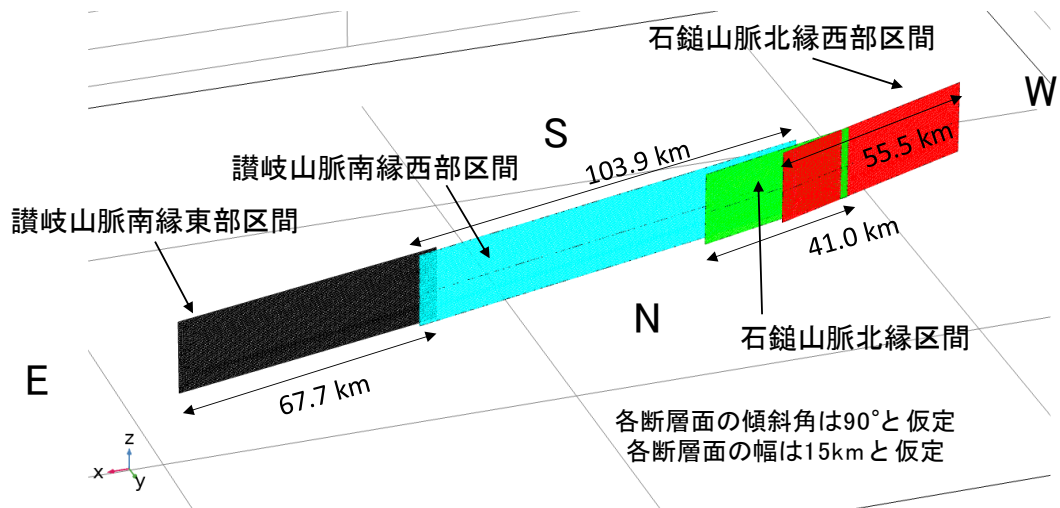 石鎚山脈北縁西部区間
W
S
103.9 km
55.5 km
讃岐山脈南縁西部区間
讃岐山脈南縁東部区間
41.0 km
N
石鎚山脈北縁区間
E
67.7 km
各断層面の傾斜角は90°と仮定
各断層面の幅は15kmと仮定
z
x
y